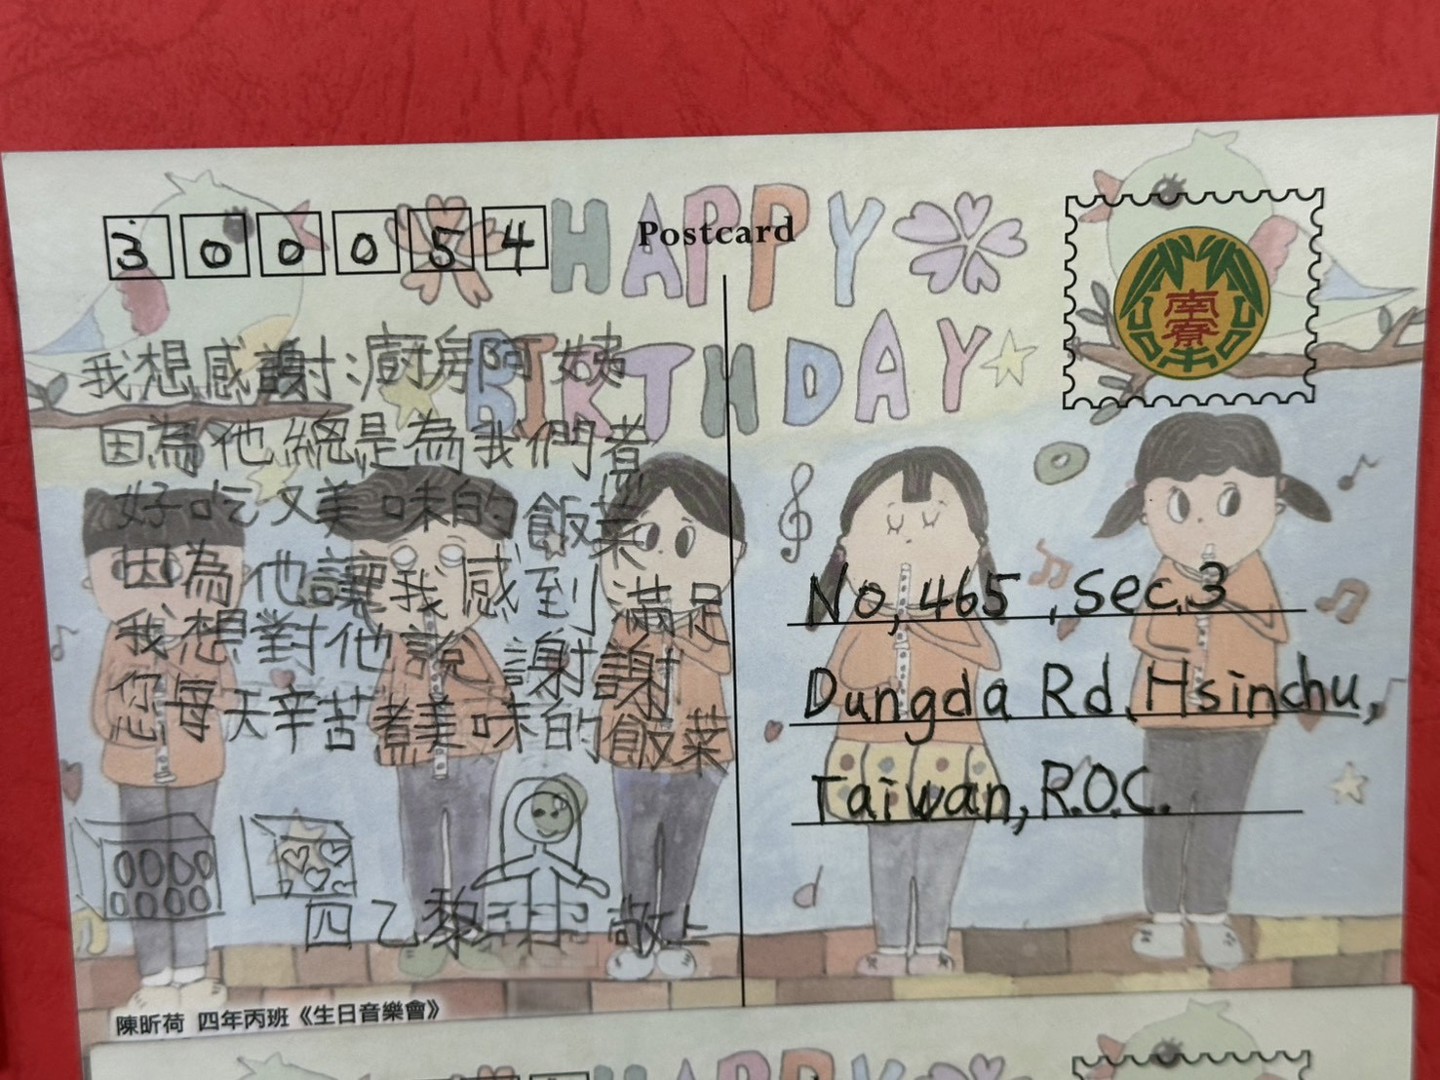 300054
Postcard
HAPPY
BIRTHDAY
南寮
我想感謝:廚房阿姨
因為他總是為我們煮
好吃又美味的飯菜
因為他讓我感到滿足
我想對他說 謝謝
您每天辛苦煮美味的飯菜
四乙黎 敬上
No,465,sec,3
Dungda Rd,Hsinchu,
Taiwan,R.O.C.
陳昕荷 四年丙班《生日音樂會》
HAPPY